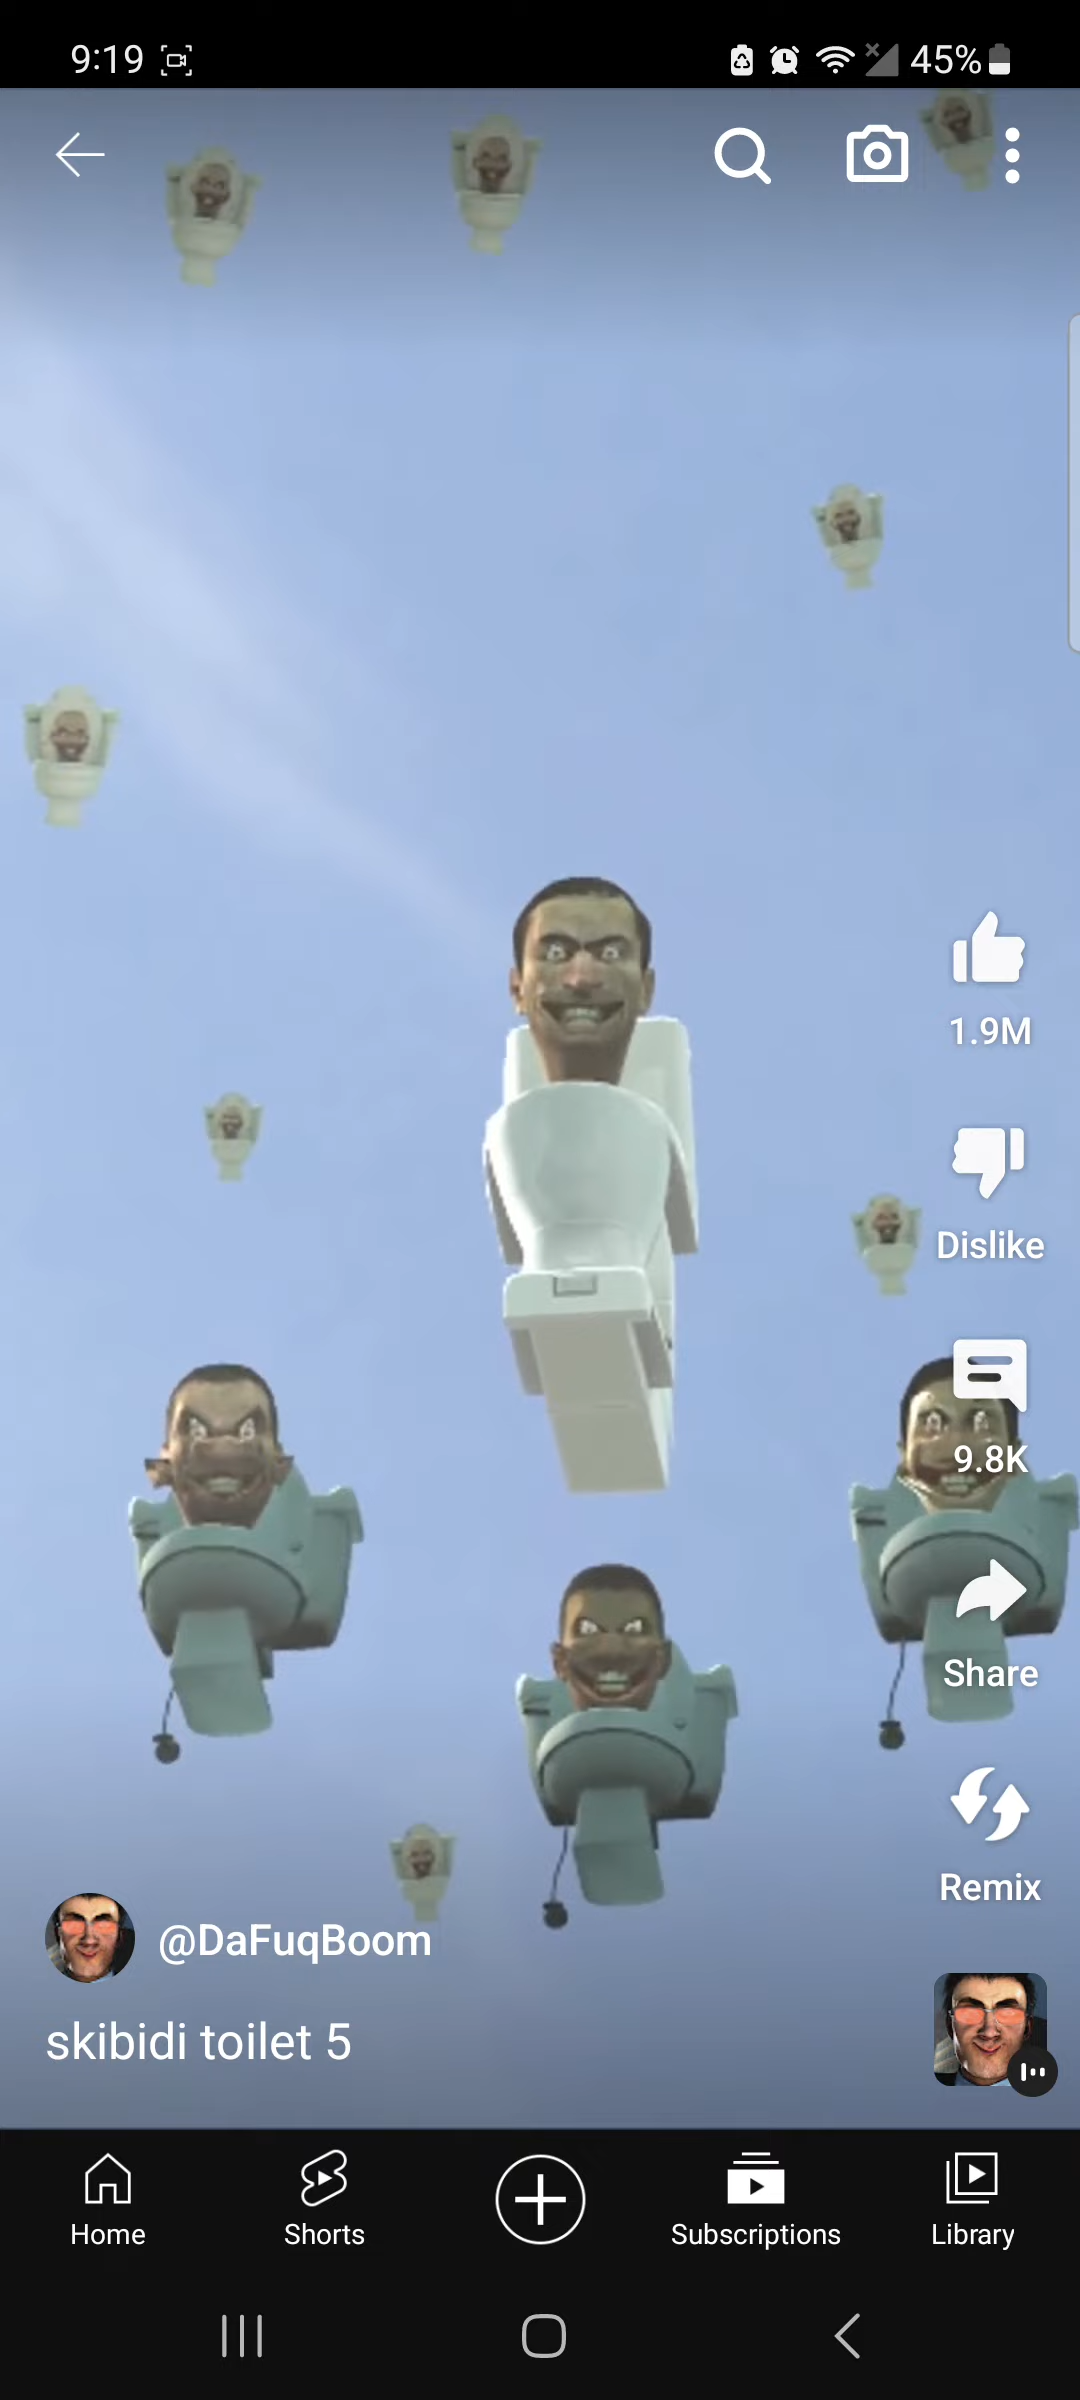 9:19
45%
1.9M
Dislike
9.8K
Share
Remix
@DaFuqBoom
skibidi toilet 5
Home
Shorts
Subscriptions
Library